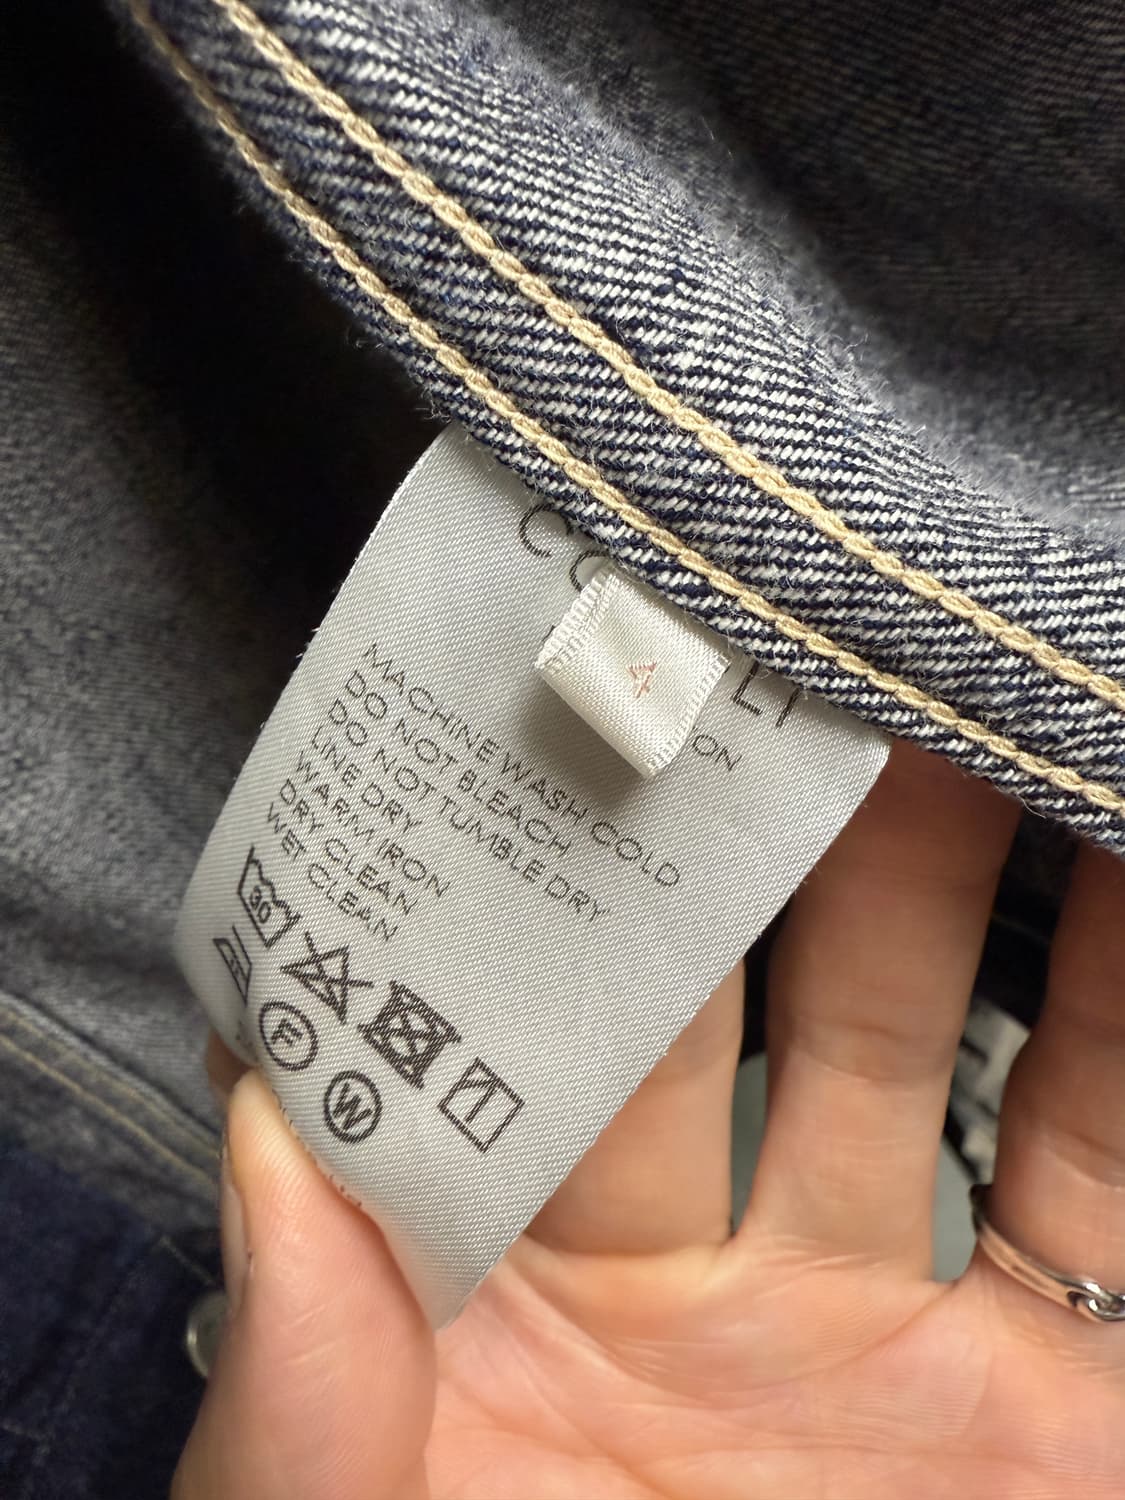 4
MACHINE WASH COLD
DO NOT BLEACH
DO NOT TUMBLE DRY
LINE DRY
WARM IRON
DRY CLEAN
WET CLEAN
30
F
W